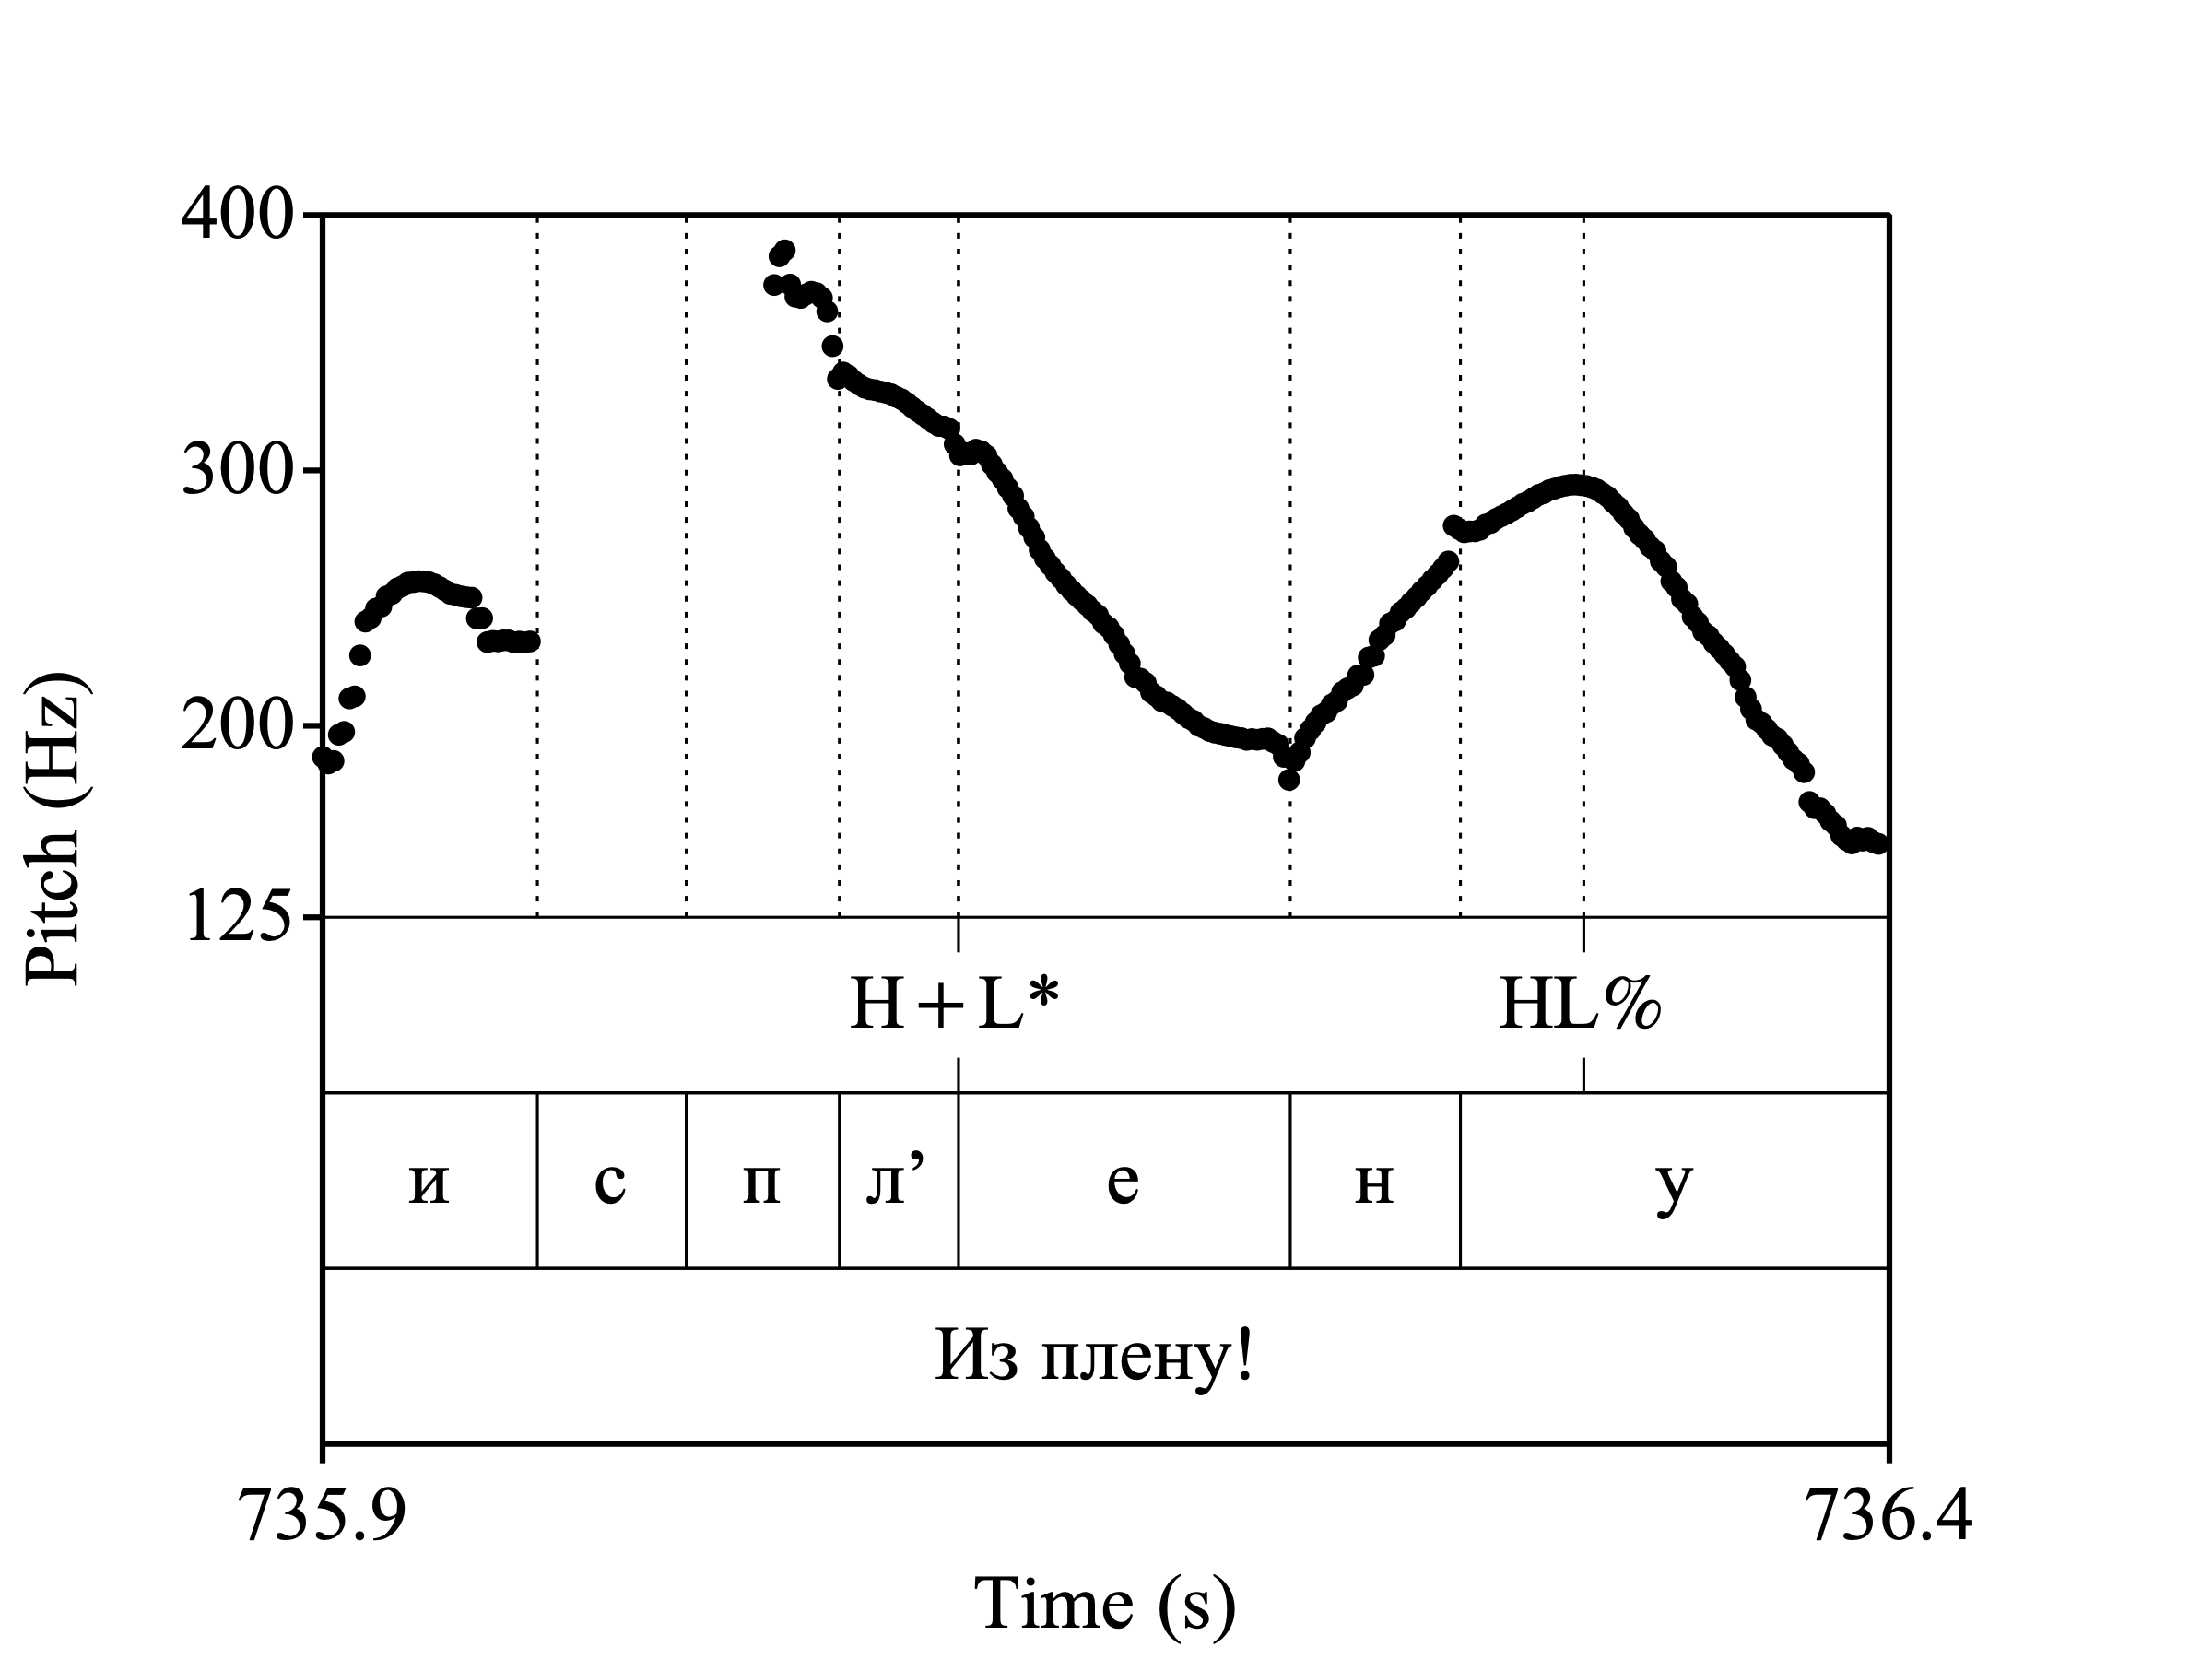 400
300
200
125
Pitch (Hz)
H+L* HL%
и с п л’ е н у
Из плену!
735.9 736.4
Time (s)